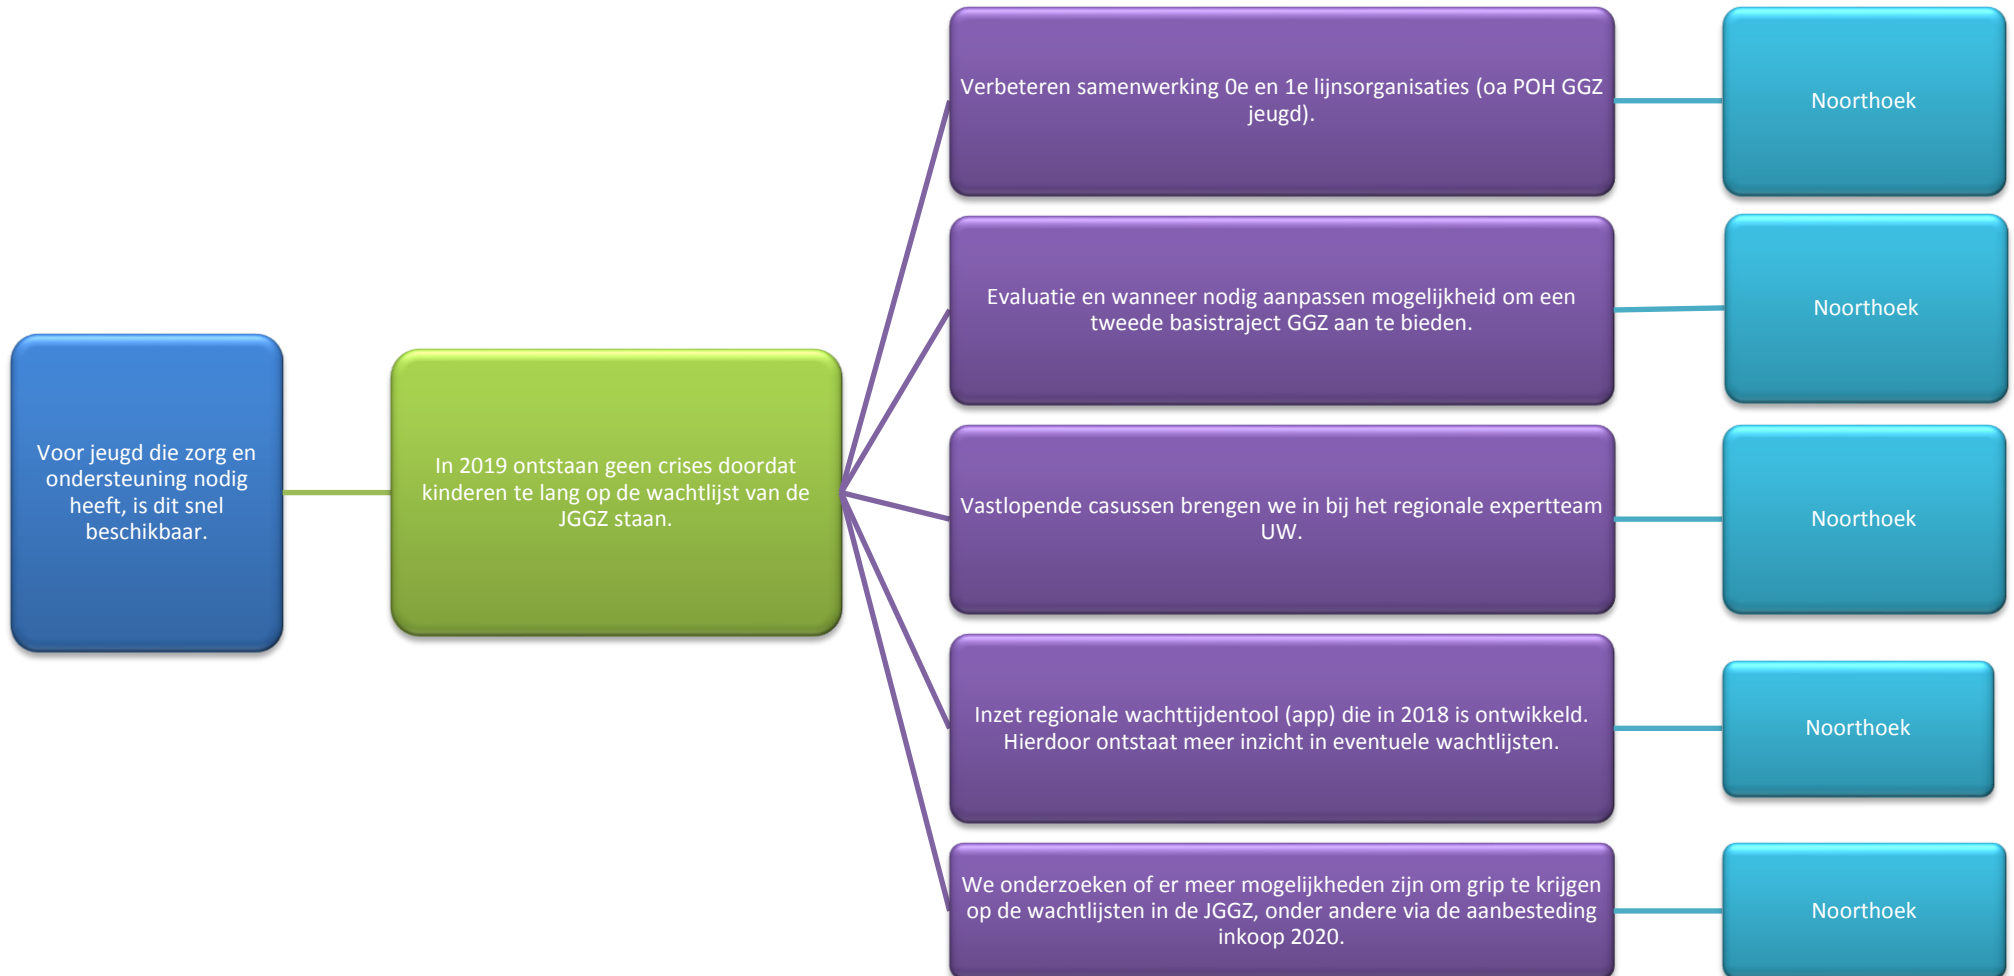 Verbeteren samenwerking 0e en 1e lijnsorganisaties (oa POH GGZ
jeugd).
Noorthoek
Evaluatie en wanneer nodig aanpassen mogelijkheid om een
tweede basistraject GGZ aan te bieden.
Noorthoek
Voor jeugd die zorg en
ondersteuning nodig
heeft, is dit snel
beschikbaar.
In 2019 ontstaan geen crises doordat
kinderen te lang op de wachtlijst van de
JGGZ staan.
Vastlopende casussen brengen we in bij het regionale expertteam
UW.
Noorthoek
Inzet regionale wachttijdentool (app) die in 2018 is ontwikkeld.
Hierdoor ontstaat meer inzicht in eventuele wachtlijsten.
Noorthoek
We onderzoeken of er meer mogelijkheden zijn om grip te krijgen
op de wachtlijsten in de JGGZ, onder andere via de aanbesteding
inkoop 2020.
Noorthoek